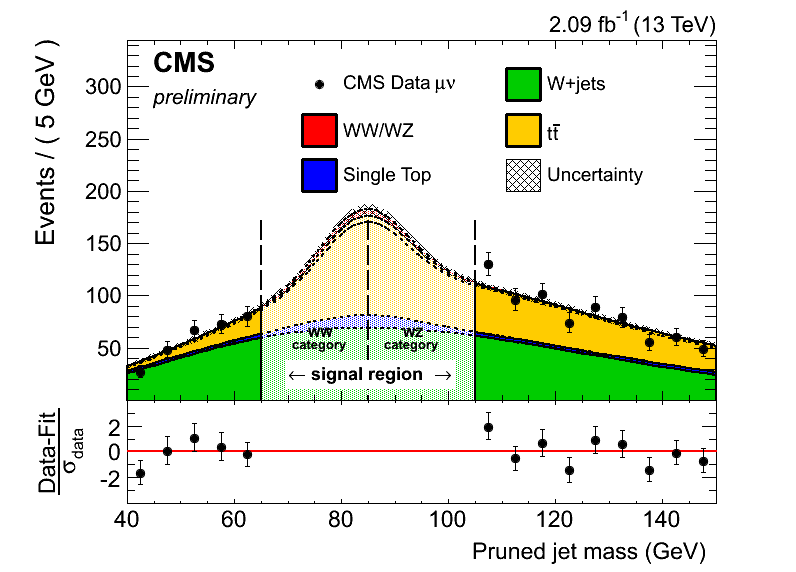 2.09 fb-1 (13 TeV)
CMS
preliminary
CMS Data μν
W+jets
WW/WZ
tt̄
Single Top
Uncertainty
Events / ( 5 GeV )
300
250
200
150
100
50
WW category
WZ category
← signal region →
Data-Fit
σdata
2
0
-2
40 60 80 100 120 140
Pruned jet mass (GeV)